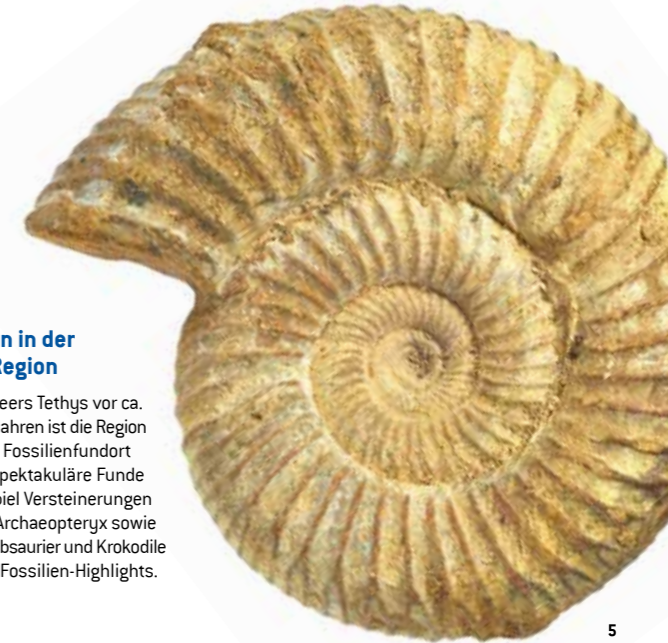 n in der
Region
eers Tethys vor ca.
ahren ist die Region
Fossilienfundort
pektakuläre Funde
piel Versteinerungen
Archaeopteryx sowie
bsaurier und Krokodile
Fossilien-Highlights.
5